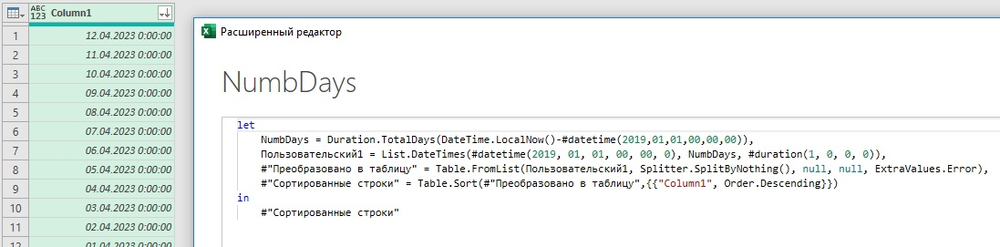 ABC
123
Column1
1
12.04.2023 0:00:00
2
11.04.2023 0:00:00
3
10.04.2023 0:00:00
4
09.04.2023 0:00:00
5
08.04.2023 0:00:00
6
07.04.2023 0:00:00
7
06.04.2023 0:00:00
8
05.04.2023 0:00:00
9
04.04.2023 0:00:00
10
03.04.2023 0:00:00
11
02.04.2023 0:00:00
12
01.04.2023 0:00:00
Расширенный редактор
NumbDays
let
NumbDays = Duration.TotalDays(DateTime.LocalNow()-#datetime(2019,01,01,00,00,00)),
Пользовательский1 = List.DateTimes(#datetime(2019, 01, 01, 00, 00, 0), NumbDays, #duration(1, 0, 0, 0)),
#"Преобразовано в таблицу" = Table.FromList(Пользовательский1, Splitter.SplitByNothing(), null, null, ExtraValues.Error),
#"Сортированные строки" = Table.Sort(#"Преобразовано в таблицу",{{"Column1", Order.Descending}})
in
#"Сортированные строки"